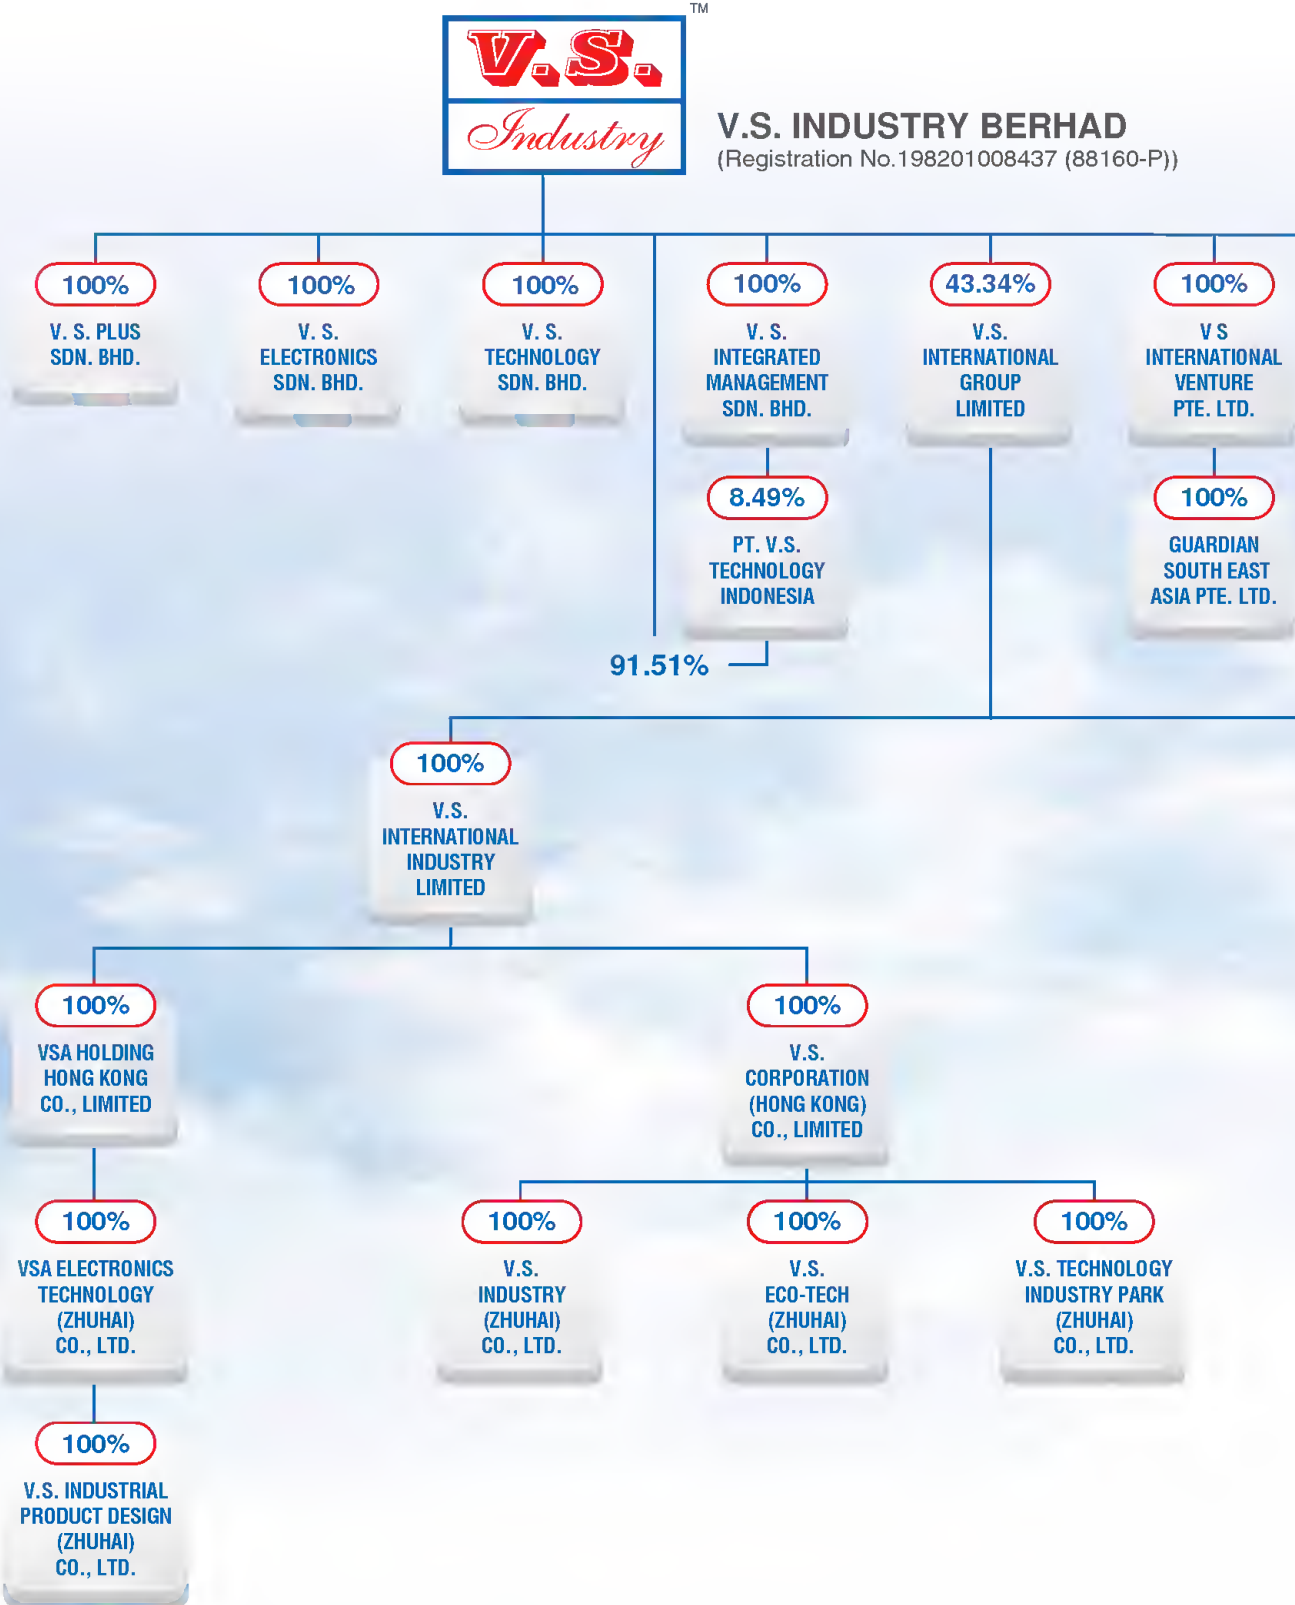 TM
V.S.
Industry
V.S. INDUSTRY BERHAD
(Registration No.198201008437 (88160-P))
100%
V. S. PLUS
SDN. BHD.
100%
V. S.
ELECTRONICS
SDN. BHD.
100%
V. S.
TECHNOLOGY
SDN. BHD.
100%
V. S.
INTEGRATED
MANAGEMENT
SDN. BHD.
43.34%
V.S.
INTERNATIONAL
GROUP
LIMITED
100%
V S
INTERNATIONAL
VENTURE
PTE. LTD.
8.49%
PT. V.S.
TECHNOLOGY
INDONESIA
100%
GUARDIAN
SOUTH EAST
ASIA PTE. LTD.
91.51%
100%
V.S.
INTERNATIONAL
INDUSTRY
LIMITED
100%
VSA HOLDING
HONG KONG
CO., LIMITED
100%
V.S.
CORPORATION
(HONG KONG)
CO., LIMITED
100%
VSA ELECTRONICS
TECHNOLOGY
(ZHUHAI)
CO., LTD.
100%
V.S.
INDUSTRY
(ZHUHAI)
CO., LTD.
100%
V.S.
ECO-TECH
(ZHUHAI)
CO., LTD.
100%
V.S. TECHNOLOGY
INDUSTRY PARK
(ZHUHAI)
CO., LTD.
100%
V.S. INDUSTRIAL
PRODUCT DESIGN
(ZHUHAI)
CO., LTD.